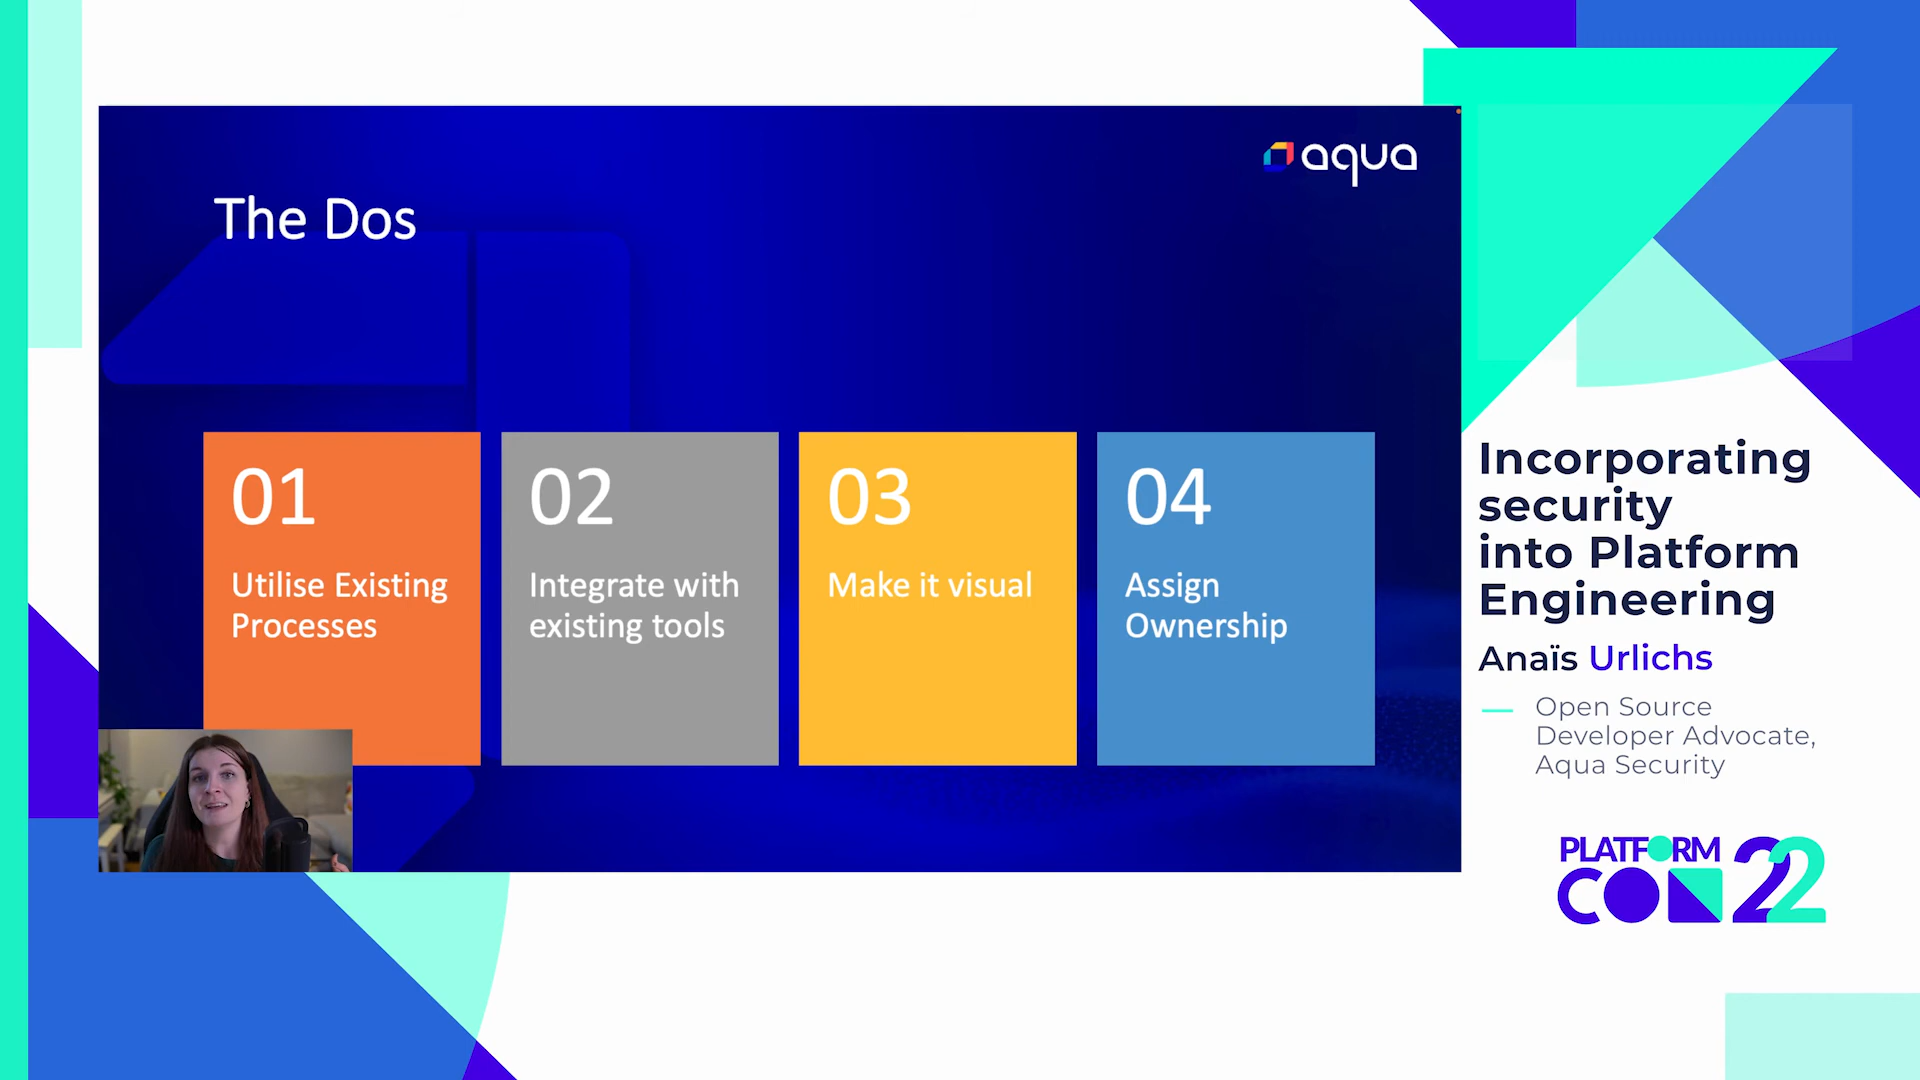 aqua
The Dos
01
Utilise Existing
Processes
02
Integrate with
existing tools
03
Make it visual
04
Assign
Ownership
Incorporating
security
into Platform
Engineering
Anaïs Urlichs
Open Source
Developer Advocate,
Aqua Security
PLATFORM
CON 22